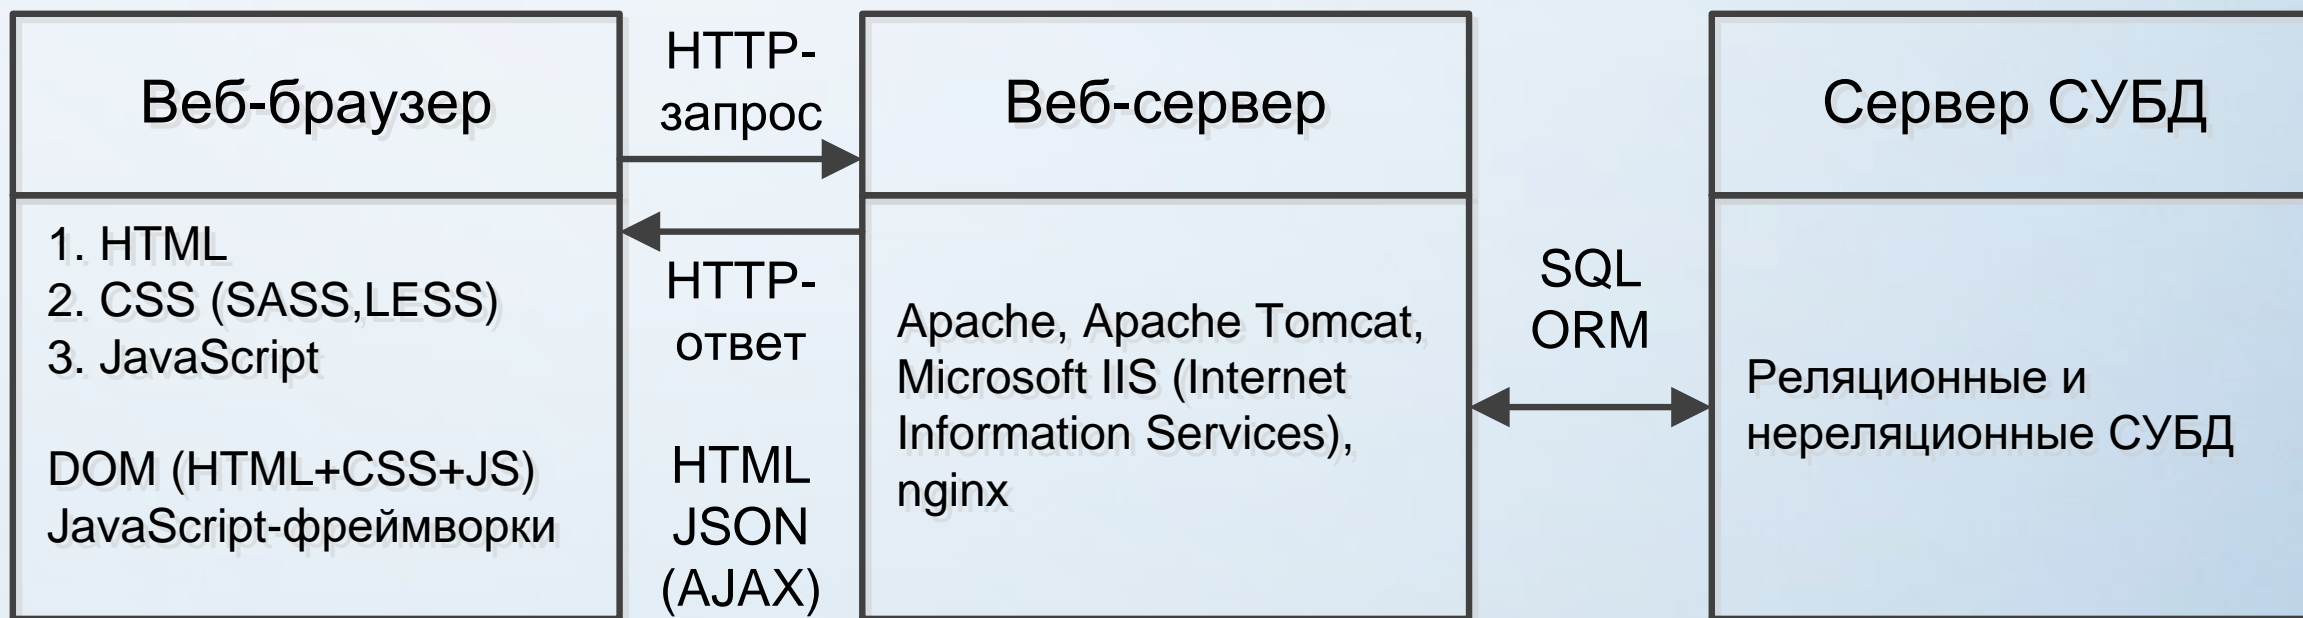 Веб-браузер
1. HTML
2. CSS (SASS,LESS)
3. JavaScript
DOM (HTML+CSS+JS)
JavaScript-фреймворки
HTTP-
запрос
HTTP-
ответ
HTML
JSON
(AJAX)
Веб-сервер
Apache, Apache Tomcat,
Microsoft IIS (Internet
Information Services),
nginx
SQL
ORM
Сервер СУБД
Реляционные и
нереляционные СУБД